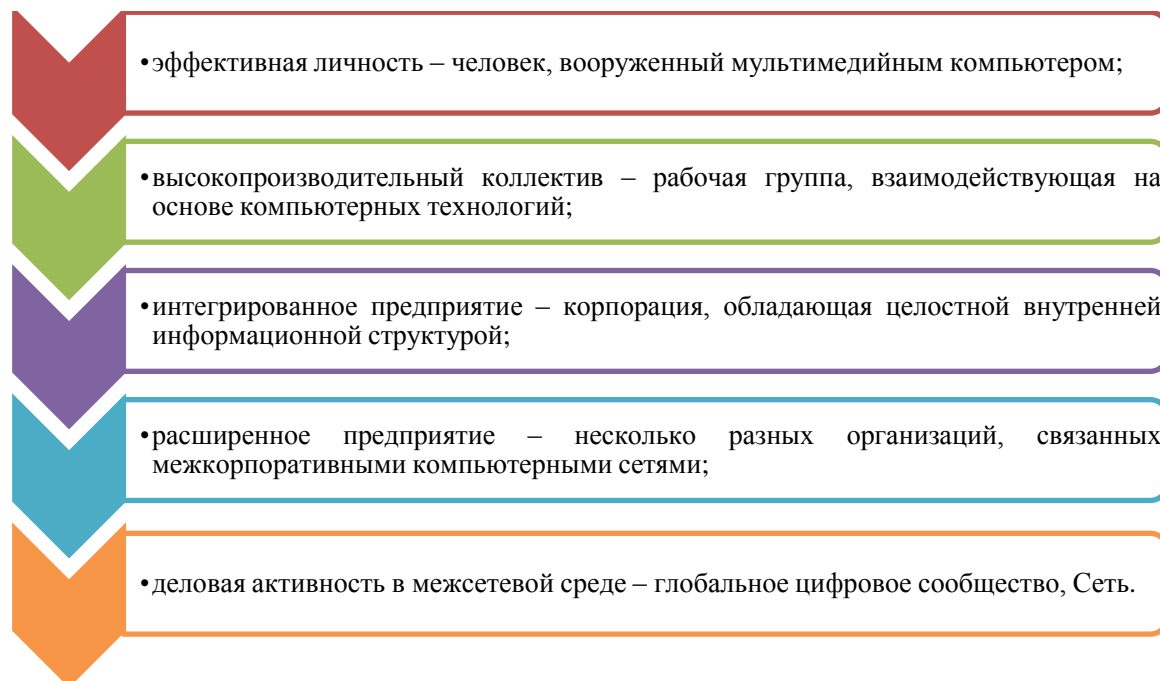 •эффективная личность – человек, вооруженный мультимедийным компьютером;
•высокопроизводительный коллектив – рабочая группа, взаимодействующая на
основе компьютерных технологий;
•интегрированное предприятие – корпорация, обладающая целостной внутренней
информационной структурой;
•расширенное предприятие – несколько разных организаций, связанных
межкорпоративными компьютерными сетями;
•деловая активность в межсетевой среде – глобальное цифровое сообщество, Сеть.